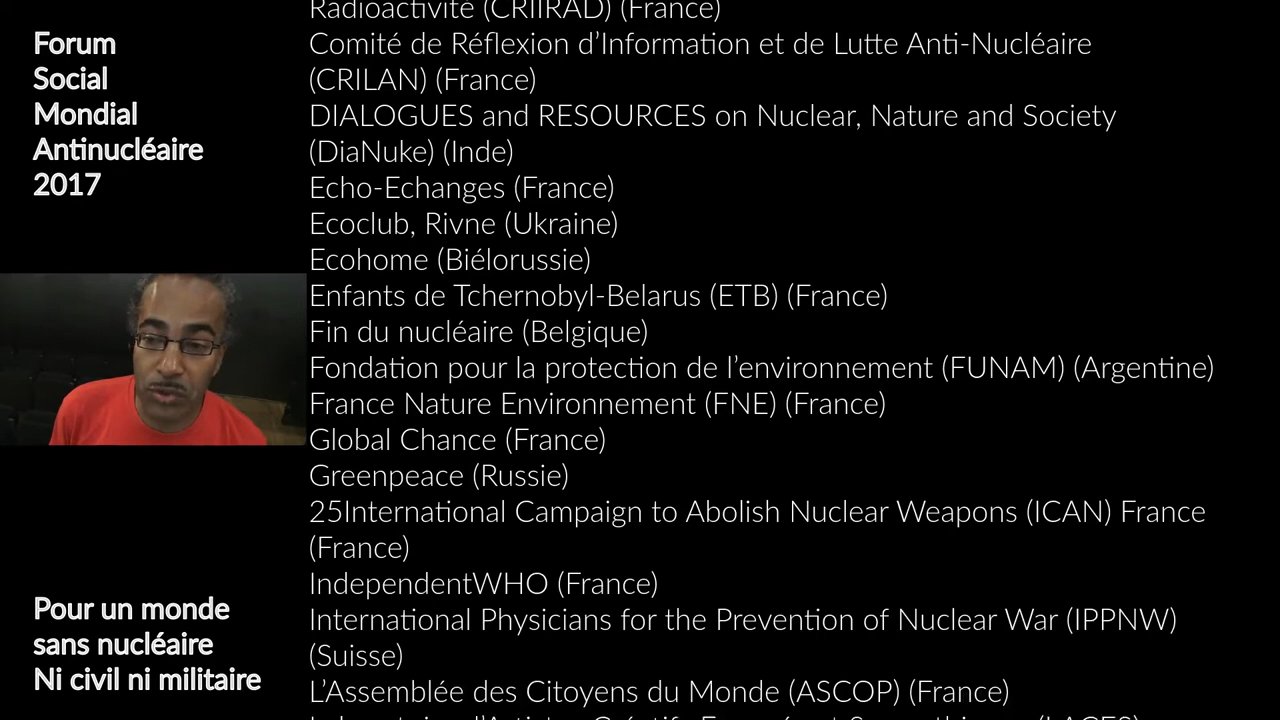 Forum
Social
Mondial
Antinucléaire
2017
Pour un monde
sans nucléaire
Ni civil ni militaire
Radioactivité (CRIIRAD) (France)
Comité de Réflexion d’Information et de Lutte Anti-Nucléaire
(CRILAN) (France)
DIALOGUES and RESOURCES on Nuclear, Nature and Society
(DiaNuke) (Inde)
Echo-Echanges (France)
Ecoclub, Rivne (Ukraine)
Ecohome (Biélorussie)
Enfants de Tchernobyl-Belarus (ETB) (France)
Fin du nucléaire (Belgique)
Fondation pour la protection de l’environnement (FUNAM) (Argentine)
France Nature Environnement (FNE) (France)
Global Chance (France)
Greenpeace (Russie)
25International Campaign to Abolish Nuclear Weapons (ICAN) France
(France)
IndependentWHO (France)
International Physicians for the Prevention of Nuclear War (IPPNW)
(Suisse)
L’Assemblée des Citoyens du Monde (ASCOP) (France)